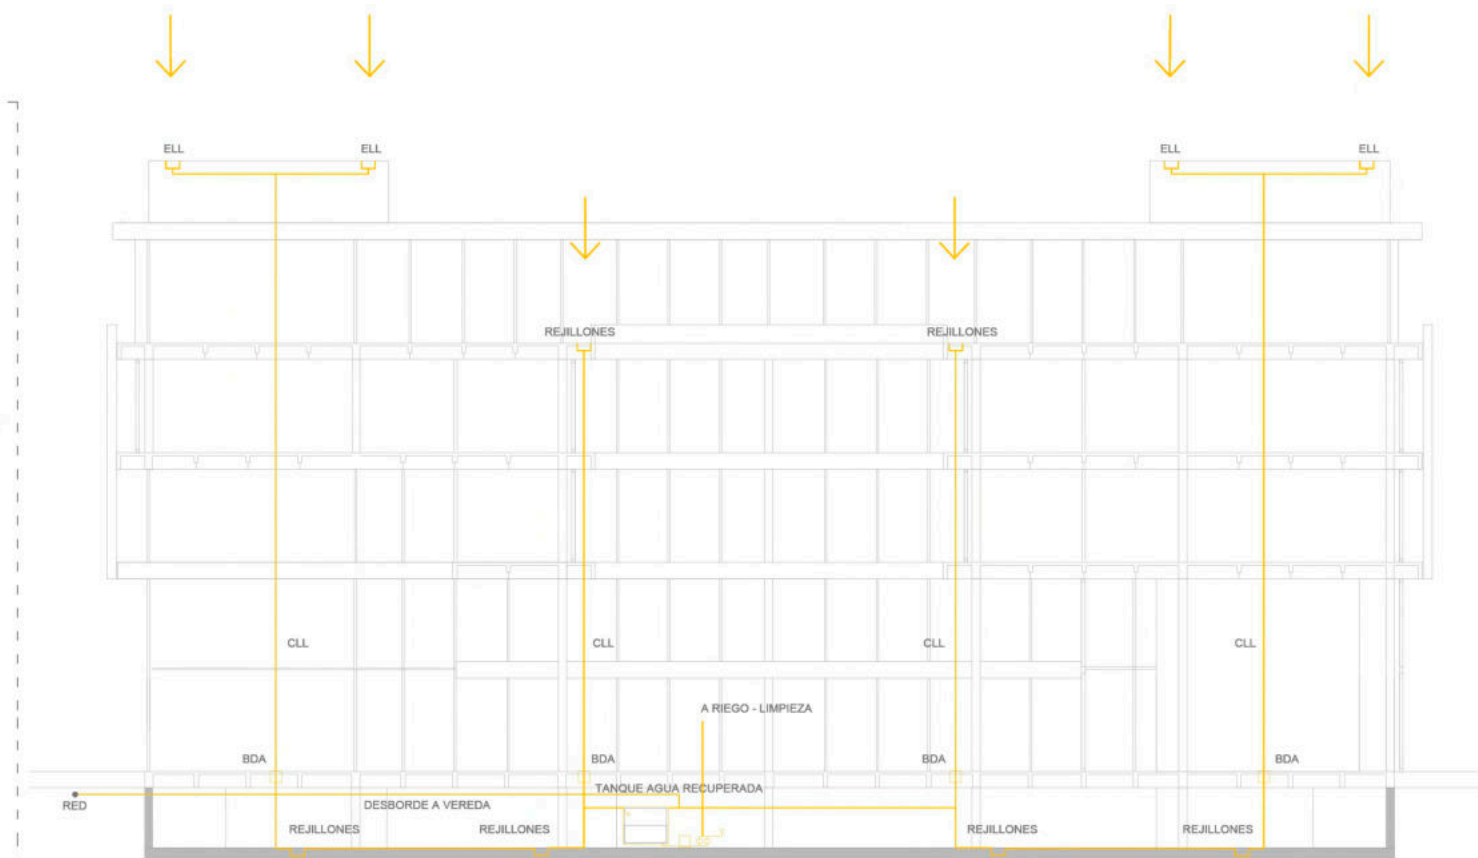 ELL
ELL
ELL
ELL
REJILLONES
REJILLONES
CLL
CLL
CLL
CLL
A RIEGO - LIMPIEZA
BDA
BDA
BDA
BDA
TANQUE AGUA RECUPERADA
RED
DESBORDE A VEREDA
REJILLONES
REJILLONES
REJILLONES
REJILLONES